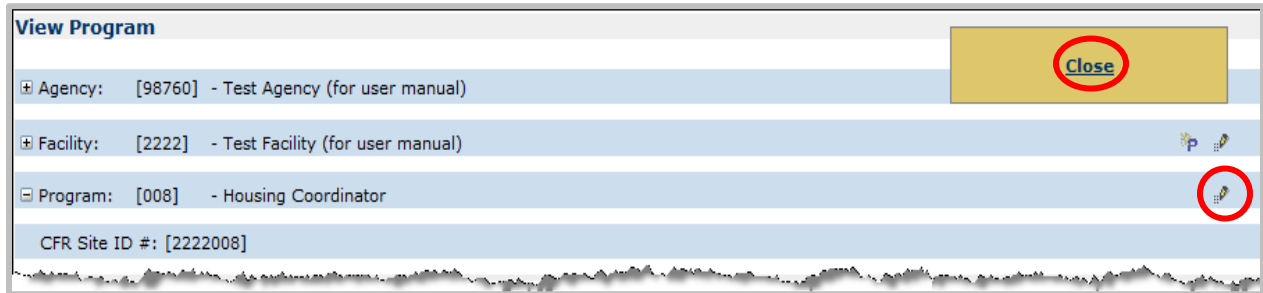 View Program
Close
Agency: [98760] - Test Agency (for user manual)
Facility: [2222] - Test Facility (for user manual) P
Program: [008] - Housing Coordinator
CFR Site ID #: [2222008]